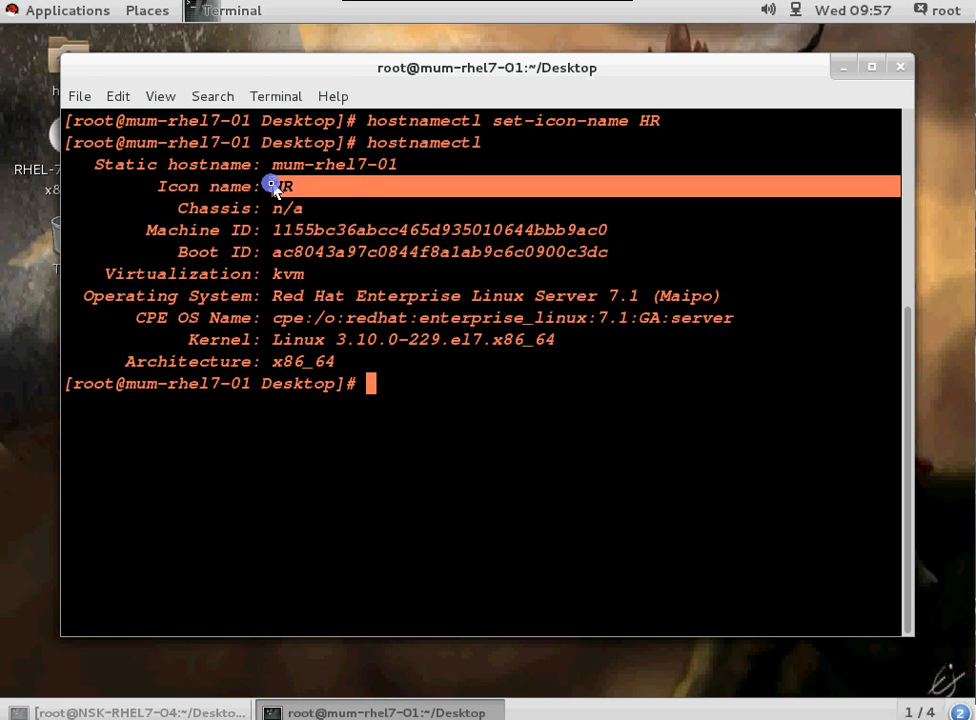 Applications Places Terminal Wed 09:57 root
root@mum-rhel7-01:~/Desktop
File Edit View Search Terminal Help
[root@mum-rhel7-01 Desktop]# hostnamectl set-icon-name HR
[root@mum-rhel7-01 Desktop]# hostnamectl
Static hostname: mum-rhel7-01
Icon name: HR
Chassis: n/a
Machine ID: 1155bc36abcc465d935010644bbb9ac0
Boot ID: ac8043a97c0844f8a1ab9c6c0900c3dc
Virtualization: kvm
Operating System: Red Hat Enterprise Linux Server 7.1 (Maipo)
CPE OS Name: cpe:/o:redhat:enterprise_linux:7.1:GA:server
Kernel: Linux 3.10.0-229.el7.x86_64
Architecture: x86_64
[root@mum-rhel7-01 Desktop]#
RHEL-7
[root@NSK-RHEL7-04:~/Deskto... root@mum-rhel7-01:~/Desktop 1 / 4 2